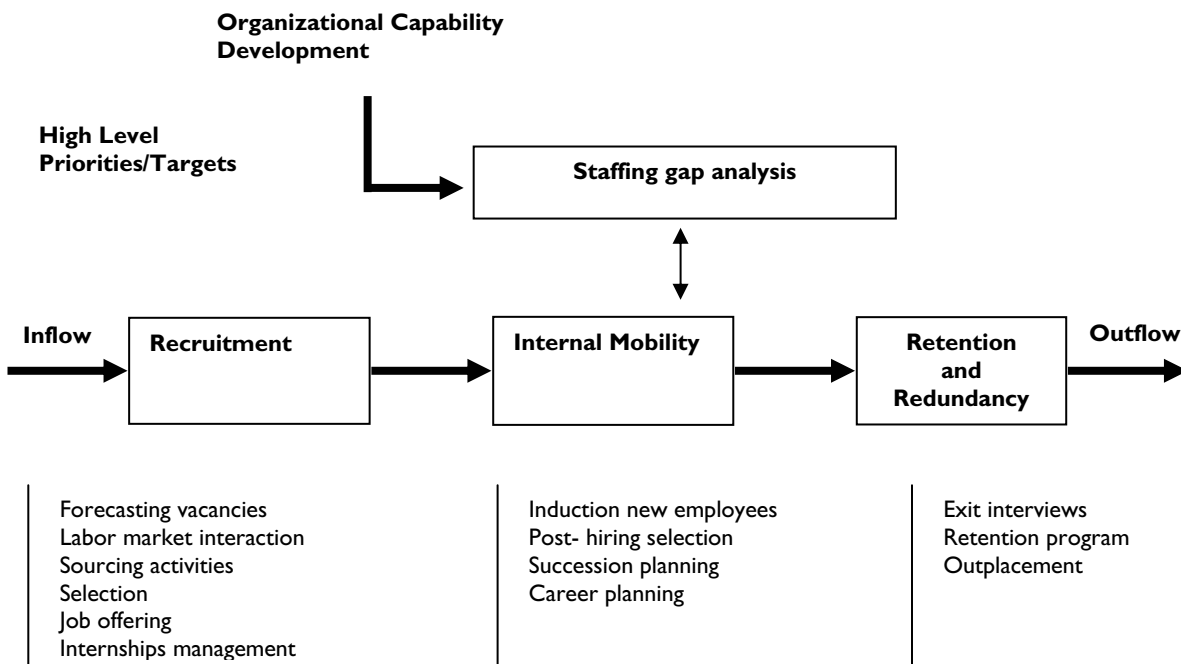 Organizational Capability
Development
High Level
Priorities/Targets
Staffing gap analysis
Inflow
Recruitment
Internal Mobility
Retention
and
Redundancy
Outflow
Forecasting vacancies
Labor market interaction
Sourcing activities
Selection
Job offering
Internships management
Induction new employees
Post- hiring selection
Succession planning
Career planning
Exit interviews
Retention program
Outplacement